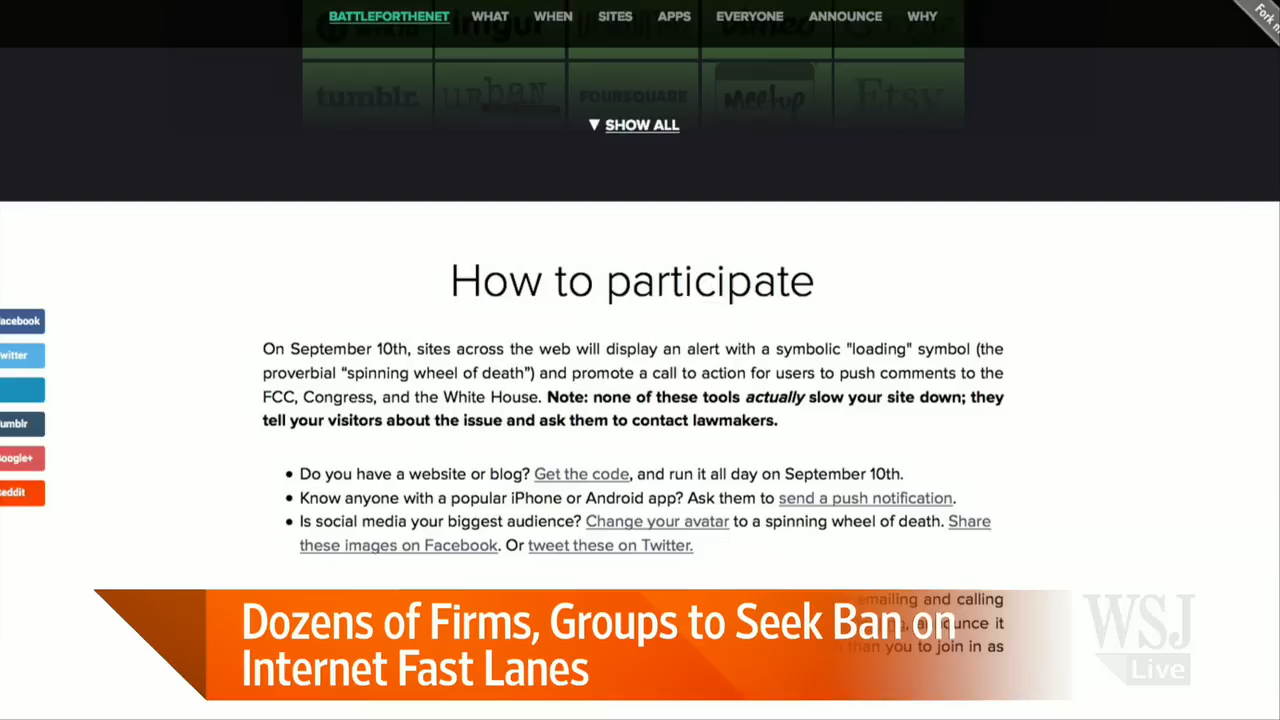 BATTLEFORTHENET WHAT WHEN SITES APPS EVERYONE ANNOUNCE WHY
Fork m
imgur
vimeo
tumblr. urban FOURSQUARE Meetup Etsy
▼ SHOW ALL
How to participate
On September 10th, sites across the web will display an alert with a symbolic "loading" symbol (the
proverbial “spinning wheel of death”) and promote a call to action for users to push comments to the
FCC, Congress, and the White House. Note: none of these tools actually slow your site down; they
tell your visitors about the issue and ask them to contact lawmakers.
acebook
witter
umblr
Google+
eddit
• Do you have a website or blog? Get the code, and run it all day on September 10th.
• Know anyone with a popular iPhone or Android app? Ask them to send a push notification.
• Is social media your biggest audience? Change your avatar to a spinning wheel of death. Share
these images on Facebook. Or tweet these on Twitter.
emailing and calling
announce it
than you to join in as
Dozens of Firms, Groups to Seek Ban on
Internet Fast Lanes
WSJ
Live